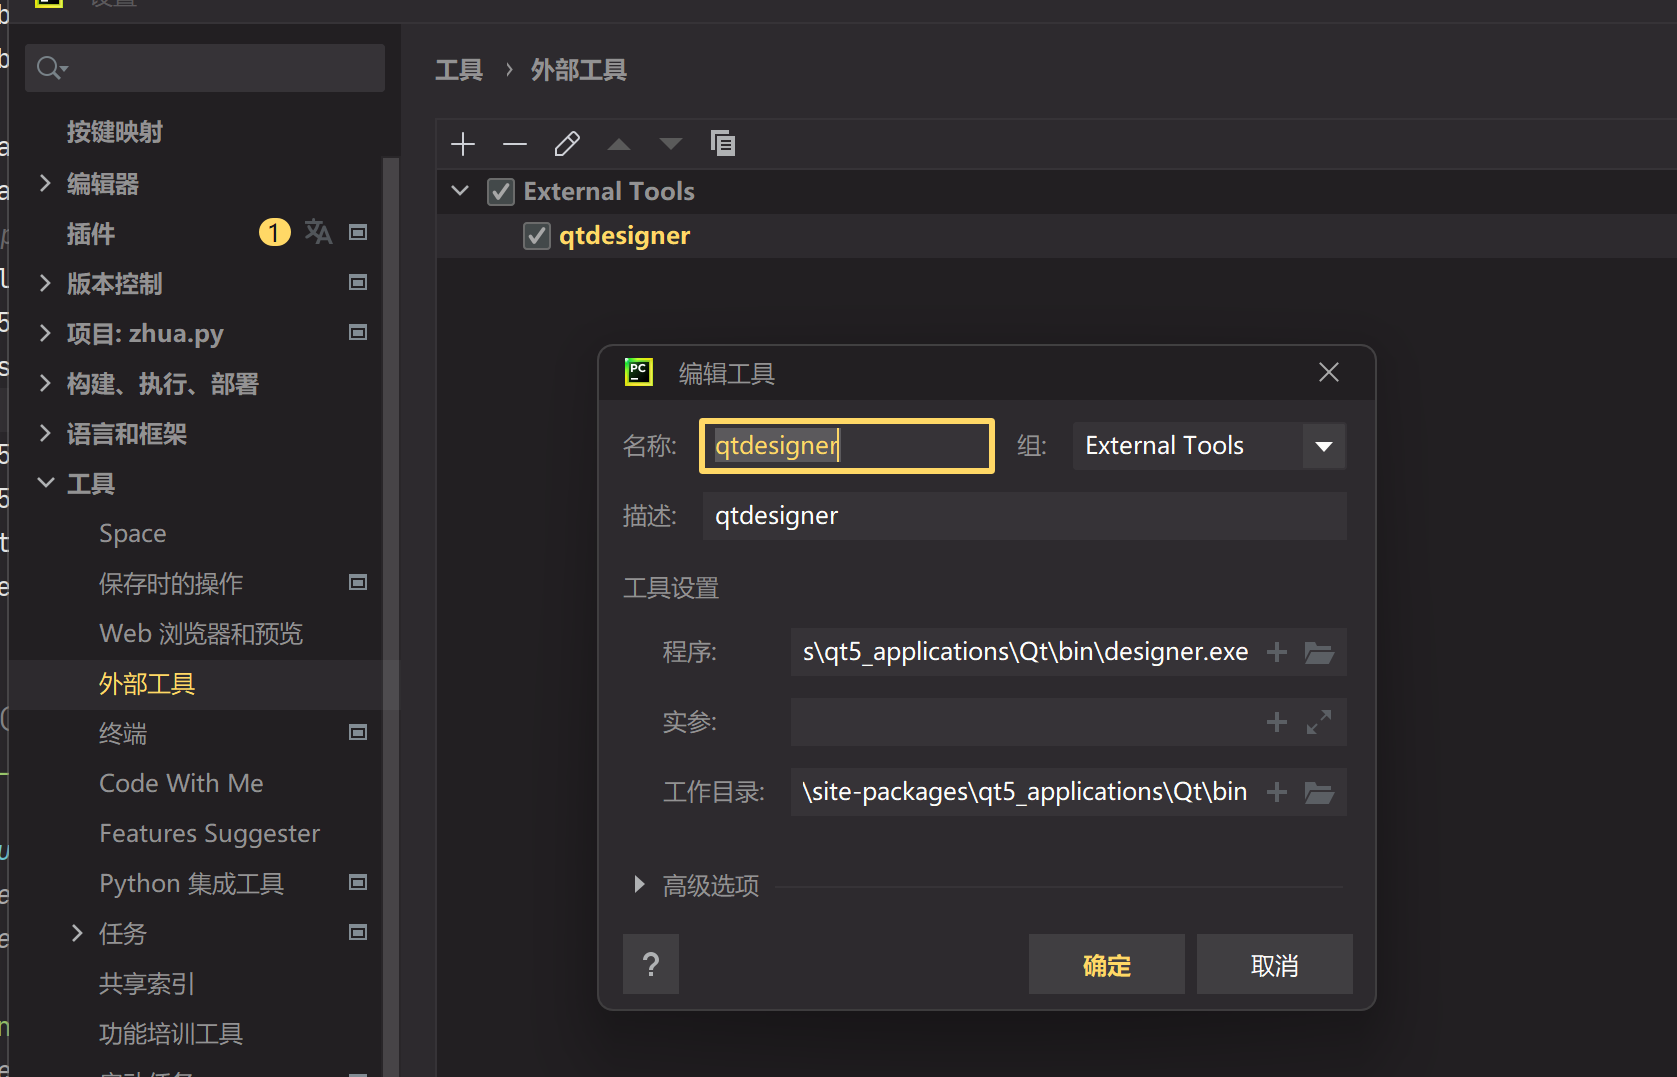 设置
按键映射
编辑器
插件 1
版本控制
项目: zhua.py
构建、执行、部署
语言和框架
工具
Space
保存时的操作
Web 浏览器和预览
外部工具
终端
Code With Me
Features Suggester
Python 集成工具
任务
共享索引
功能培训工具
工具 › 外部工具
External Tools
qtdesigner
PC
编辑工具
名称: qtdesigner 组: External Tools
描述: qtdesigner
工具设置
程序: s\qt5_applications\Qt\bin\designer.exe
实参:
工作目录: \site-packages\qt5_applications\Qt\bin
高级选项
? 确定 取消